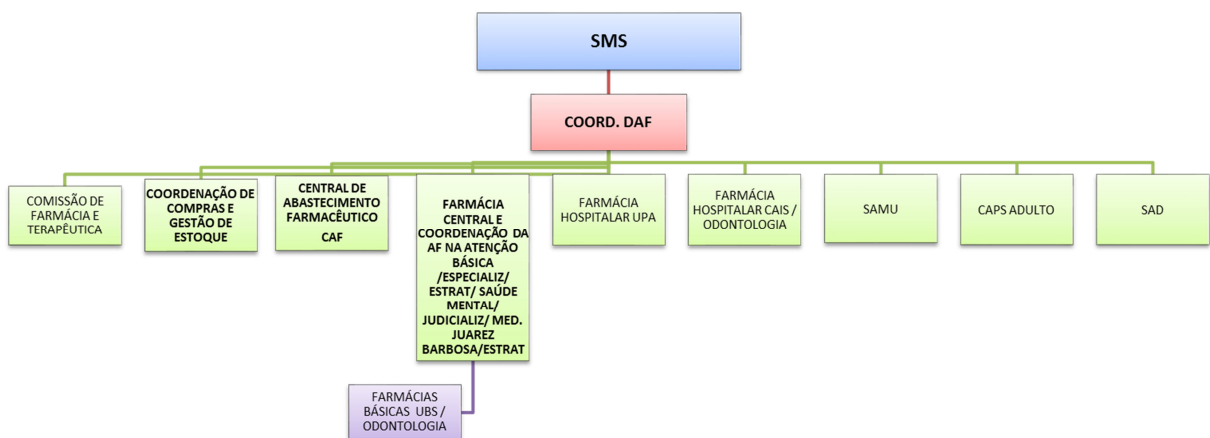 SMS
COORD. DAF
COMISSÃO DE
FARMÁCIA E
TERAPÊUTICA
COORDENAÇÃO DE
COMPRAS E
GESTÃO DE
ESTOQUE
CENTRAL DE
ABASTECIMENTO
FARMACÊUTICO
CAF
FARMÁCIA
CENTRAL E
COORDENAÇÃO DA
AF NA ATENÇÃO
BÁSICA
/ESPECIALIZ/
ESTRAT/ SAÚDE
MENTAL/
JUDICIALIZ/ MED.
JUAREZ
BARBOSA/ESTRAT
FARMÁCIA
HOSPITALAR UPA
FARMÁCIA
HOSPITALAR CAIS /
ODONTOLOGIA
SAMU
CAPS ADULTO
SAD
FARMÁCIAS
BÁSICAS UBS /
ODONTOLOGIA